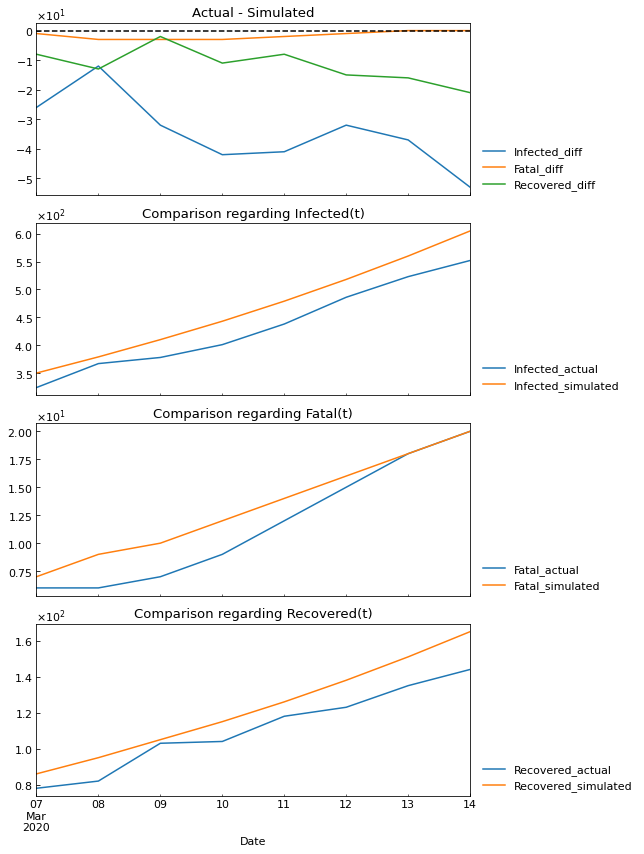 Actual - Simulated
×10¹
0
−1
−2
−3
−4
−5
Infected_diff
Fatal_diff
Recovered_diff
Comparison regarding Infected(t)
×10²
6.0
5.5
5.0
4.5
4.0
3.5
Infected_actual
Infected_simulated
Comparison regarding Fatal(t)
×10¹
2.00
1.75
1.50
1.25
1.00
0.75
Fatal_actual
Fatal_simulated
Comparison regarding Recovered(t)
×10²
1.6
1.4
1.2
1.0
0.8
Recovered_actual
Recovered_simulated
07 08 09 10 11 12 13 14
Mar
2020
Date